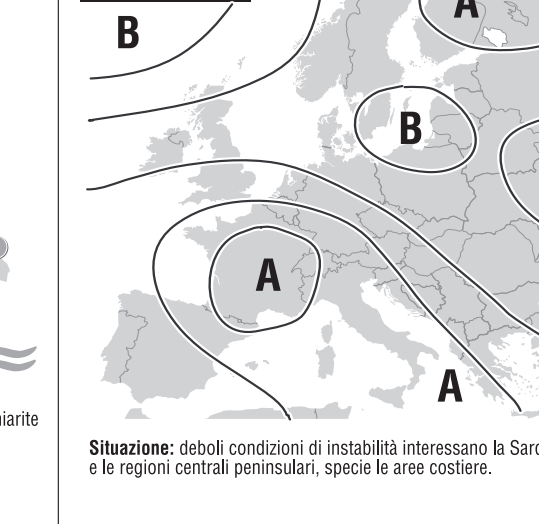 B
A
B
A
A
iarite
Situazione: deboli condizioni di instabilità interessano la Sard
e le regioni centrali peninsulari, specie le aree costiere.